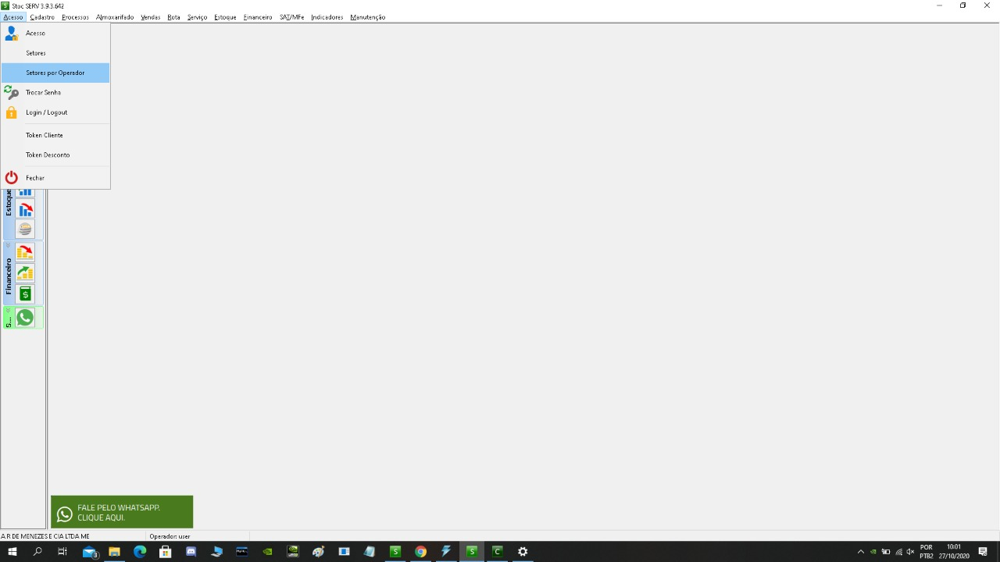 Stoc SERV 3.9.3.642
Acesso Cadastro Processos Almoxarifado Vendas Rota Serviço Estoque Financeiro SAT/MFe Indicadores Manutenção
Acesso
Setores
Setores por Operador
Trocar Senha
Login / Logout
Token Cliente
Token Desconto
Fechar
Estoque
Financeiro
S...
FALE PELO WHATSAPP.
CLIQUE AQUI.
A R DE MENEZES E CIA LTDA ME Operador: user
3 S S C POR 10:01
PTB2 27/10/2020